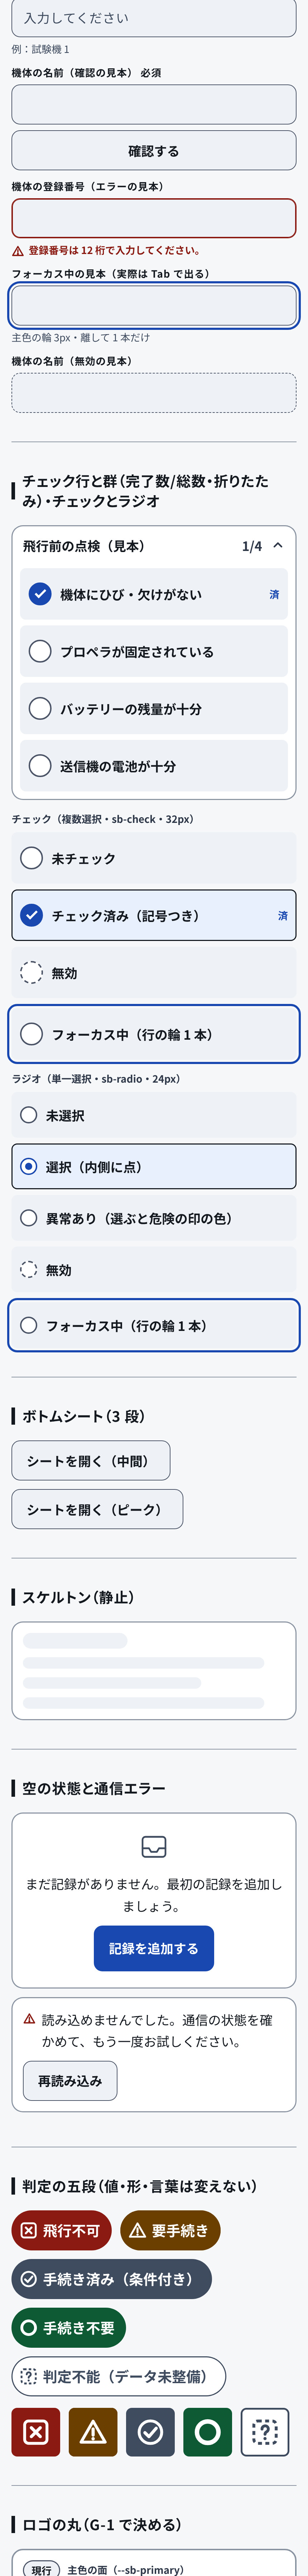 入力してください
例：試験機 1
機体の名前（確認の見本） 必須
確認する
機体の登録番号（エラーの見本）
登録番号は 12 桁で入力してください。
フォーカス中の見本（実際は Tab で出る）
主色の輪 3px・離して 1 本だけ
機体の名前（無効の見本）
チェック行と群（完了数/総数・折りたた
み）・チェックとラジオ
飛行前の点検（見本） 1/4
機体にひび・欠けがない 済
プロペラが固定されている
バッテリーの残量が十分
送信機の電池が十分
チェック（複数選択・sb-check・32px）
未チェック
チェック済み（記号つき） 済
無効
フォーカス中（行の輪 1 本）
ラジオ（単一選択・sb-radio・24px）
未選択
選択（内側に点）
異常あり（選ぶと危険の印の色）
無効
フォーカス中（行の輪 1 本）
ボトムシート（3 段）
シートを開く（中間）
シートを開く（ピーク）
スケルトン（静止）
空の状態と通信エラー
まだ記録がありません。最初の記録を追加し
ましょう。
記録を追加する
読み込めませんでした。通信の状態を確
かめて、もう一度お試しください。
再読み込み
判定の五段（値・形・言葉は変えない）
飛行不可
要手続き
手続き済み（条件付き）
手続き不要
判定不能（データ未整備）
ロゴの丸（G-1 で決める）
現行 主色の面（--sb-primary）